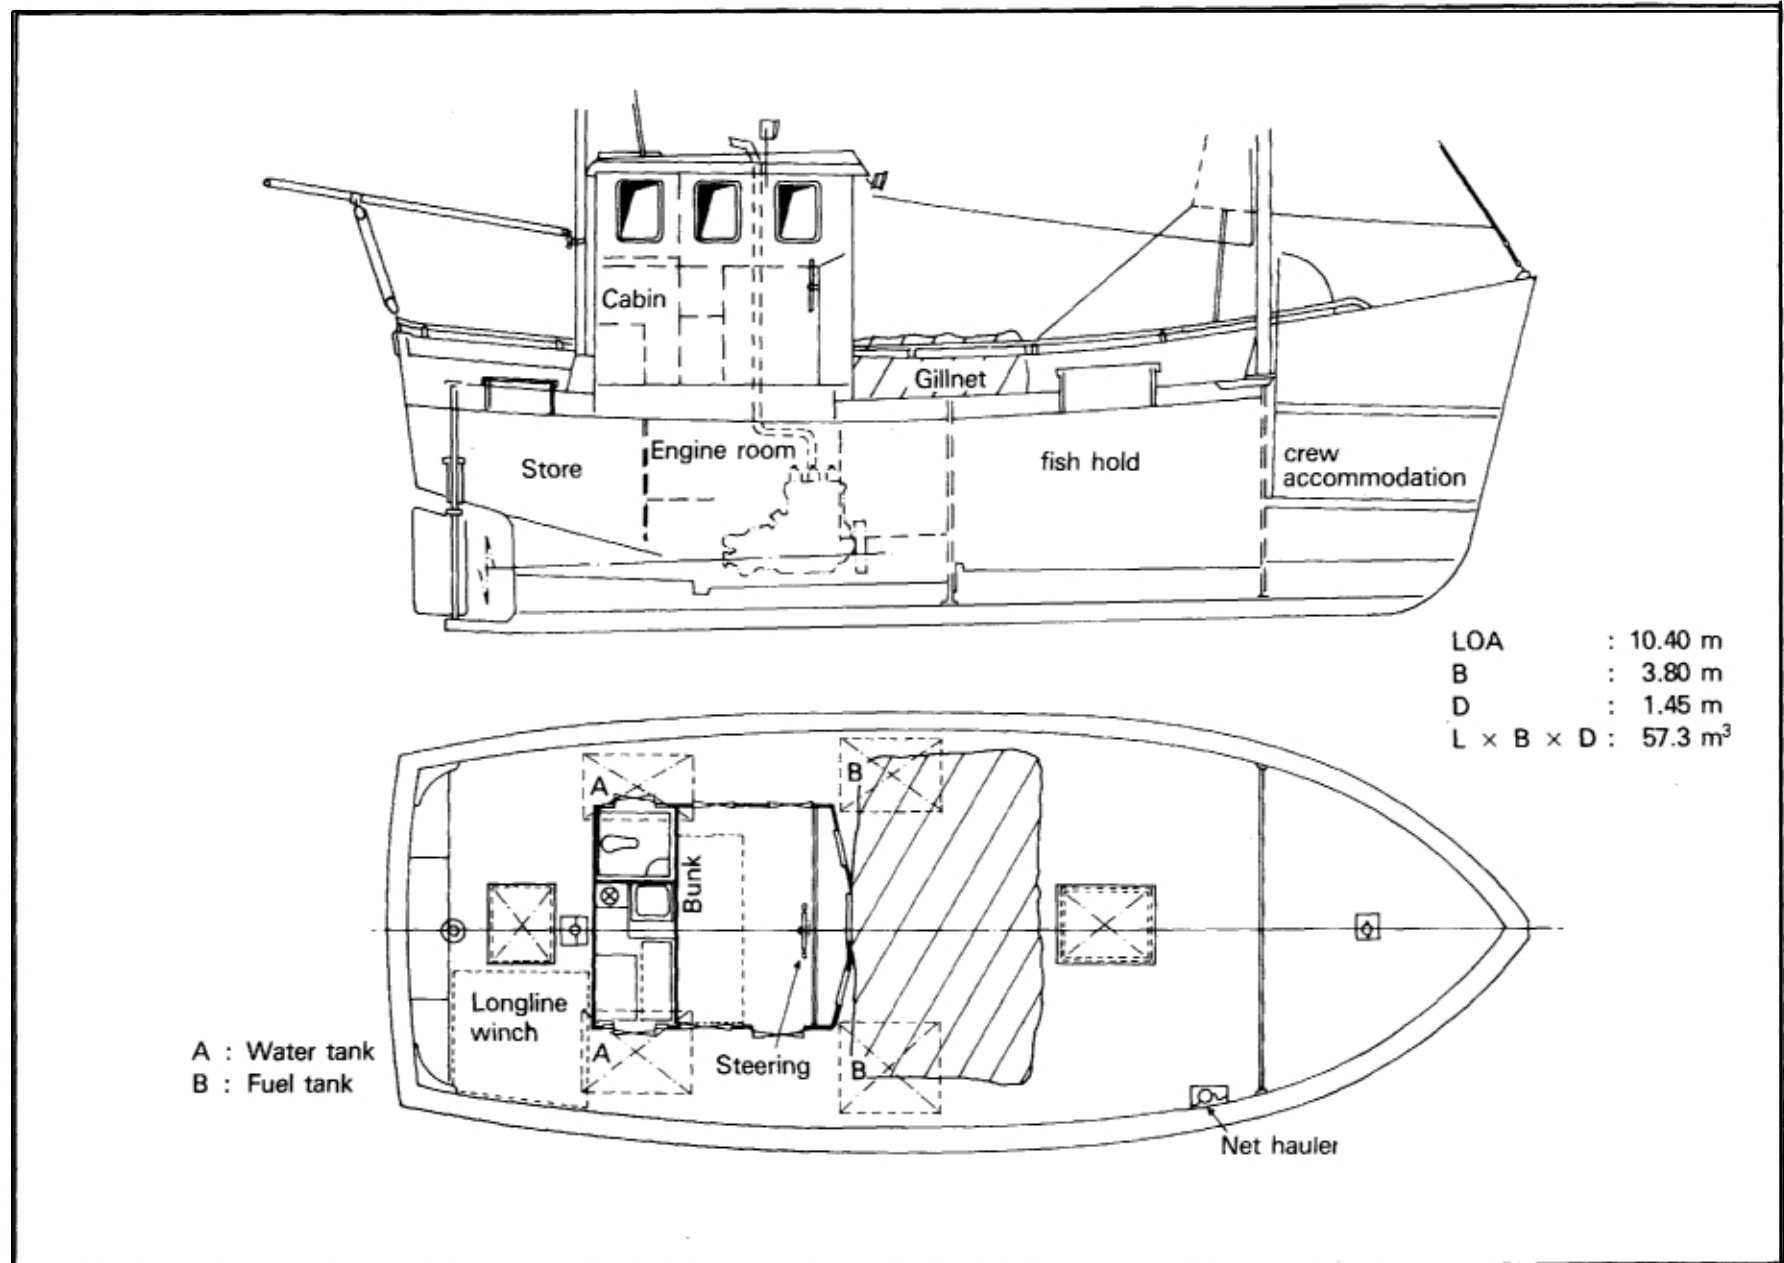 Cabin
Gillnet
Engine room
Store
fish hold
crew
accommodation
LOA : 10.40 m
B : 3.80 m
D : 1.45 m
L × B × D : 57.3 m³
A
B
Bunk
Longline
winch
A
Steering
B
A : Water tank
B : Fuel tank
Net hauler